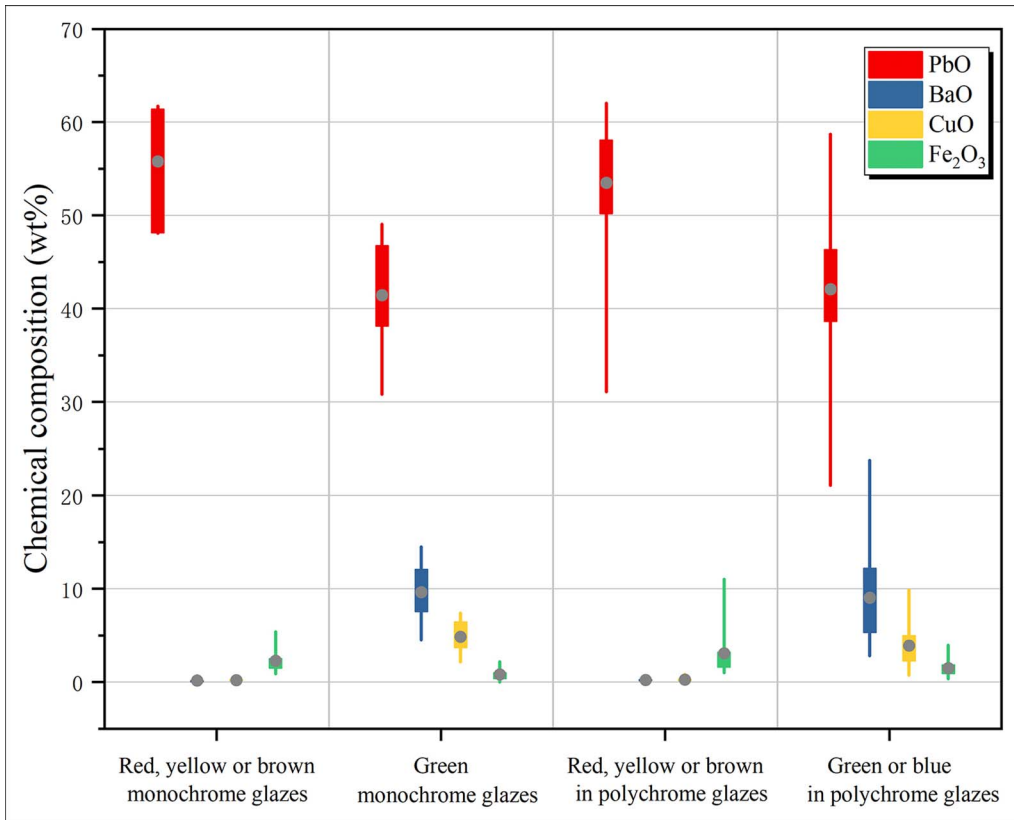 70
60
50
40
30
20
10
0
Chemical composition (wt%)
PbO
BaO
CuO
Fe₂O₃
Red, yellow or brown
monochrome glazes
Green
monochrome glazes
Red, yellow or brown
in polychrome glazes
Green or blue
in polychrome glazes